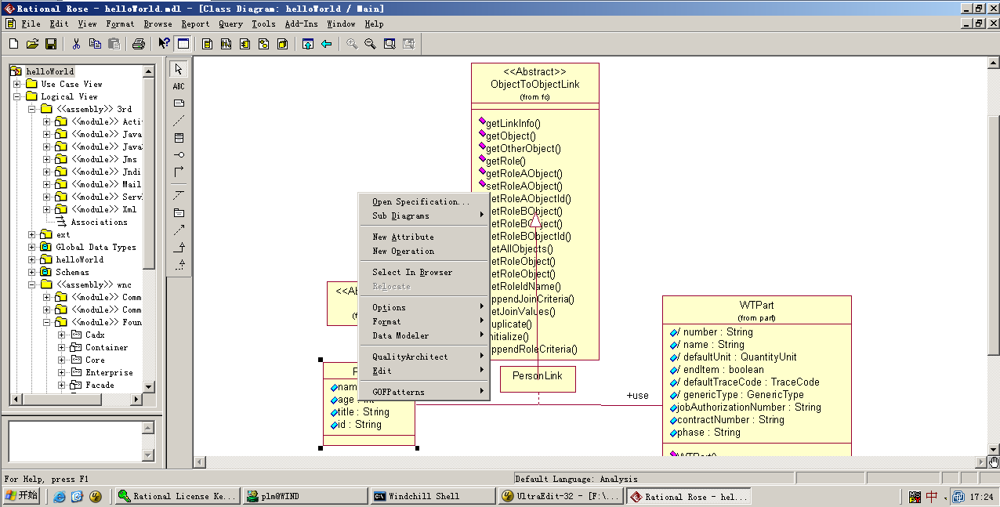 Rational Rose - helloWorld.mdl - [Class Diagram: helloWorld / Main]
File Edit View Format Browse Report Query Tools Add-Ins Window Help
ABC
helloWorld
Use Case View
Logical View
<<assembly>> 3rd
<<module>> Acti
<<module>> Java
<<module>> Java
<<module>> Jms
<<module>> Jndi
<<module>> Mail
<<module>> Serv
<<module>> Xml
Associations
ext
Global Data Types
helloWorld
Schemas
<<assembly>> wnc
<<module>> Comm
<<module>> Comm
<<module>> Foun
Cadx
Container
Core
Enterprise
Facade
<<Abstract>>
ObjectToObjectLink
(from fc)
getLinkInfo()
getObject()
getOtherObject()
getRole()
getRoleAObject()
setRoleAObject()
etRoleAObjectId()
etRoleBObject()
etRoleBObject()
etRoleBObjectId()
etAllObjects()
etRoleObject()
etRoleObject()
etRoleIdName()
ppendJoinCriteria()
etJoinValues()
uplicate()
nitialize()
ppendRoleCriteria()
Open Specification...
Sub Diagrams
New Attribute
New Operation
Select In Browser
Relocate
Options
Format
Data Modeler
QualityArchitect
Edit
GOFPatterns
<<Ab
(f
nam
age : int
title : String
id : String
PersonLink
+use
WTPart
(from part)
/ number : String
/ name : String
/ defaultUnit : QuantityUnit
/ endItem : boolean
/ defaultTraceCode : TraceCode
/ genericType : GenericType
jobAuthorizationNumber : String
contractNumber : String
phase : String
WTPart()
For Help, press F1
Default Language: Analysis
开始
Rational License Ke...
plm@WIND
Windchill Shell
UltraEdit-32 - [F:\...
Rational Rose - hel...
中
17:24